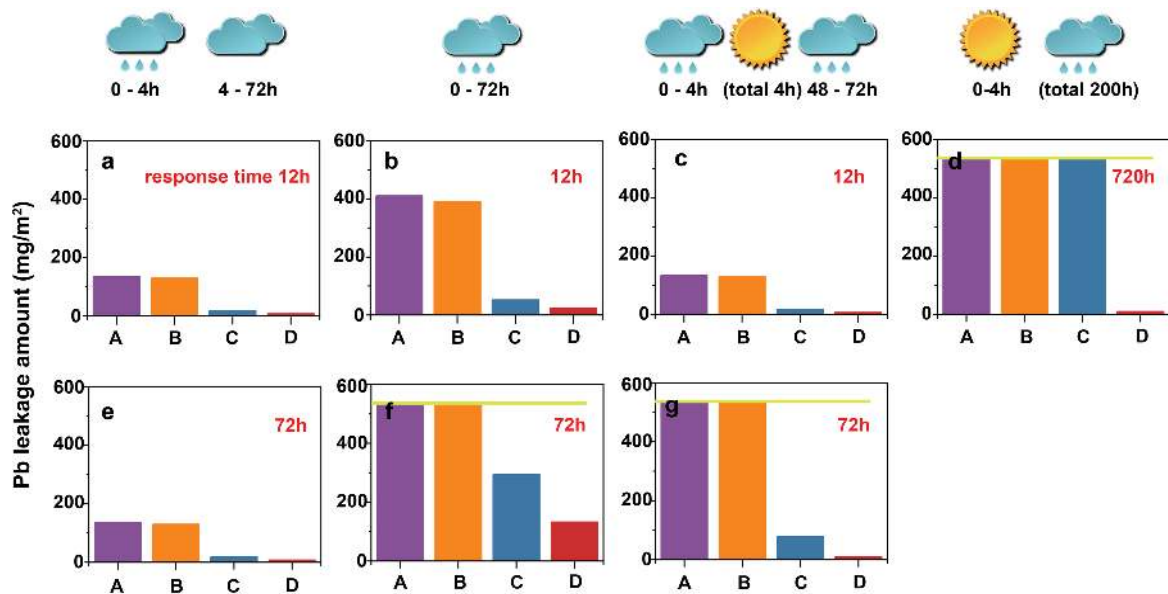 0 - 4h 4 - 72h 0 - 72h 0 - 4h (total 4h) 48 - 72h 0-4h (total 200h)
Pb leakage amount (mg/m²)
600
400
200
0
a
response time 12h
A B C D
600
400
200
0
b
12h
A B C D
600
400
200
0
c
12h
A B C D
600
400
200
0
d
720h
A B C D
600
400
200
0
e
72h
A B C D
600
400
200
0
f
72h
A B C D
600
400
200
0
g
72h
A B C D